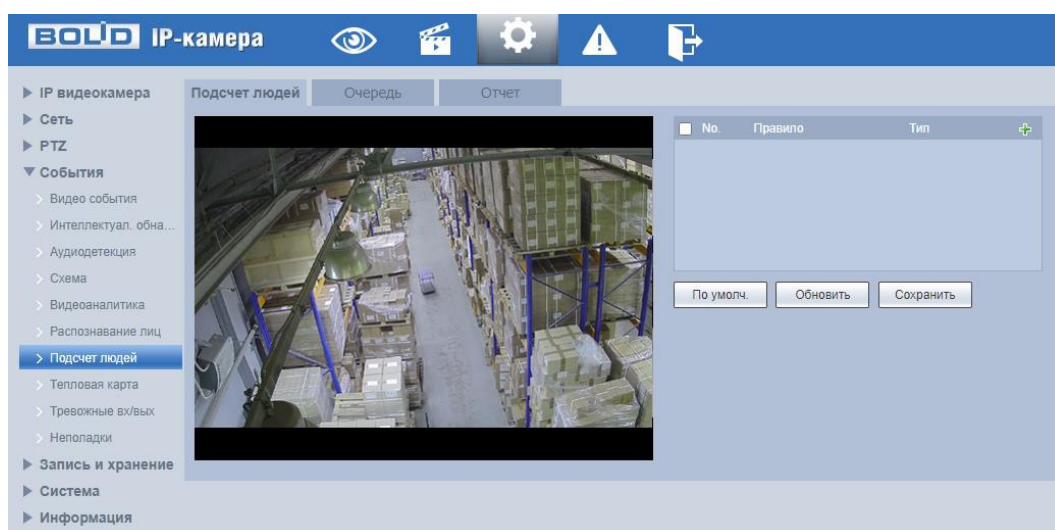 BOLID IP-камера
IP видеокамера
Сеть
PTZ
События
Видео события
Интеллектуал. обна...
Аудиодетекция
Схема
Видеоаналитика
Распознавание лиц
Подсчет людей
Тепловая карта
Тревожные вх/вых
Неполадки
Запись и хранение
Система
Информация
Подсчет людей Очередь Отчет
No. Правило Тип
По умолч. Обновить Сохранить